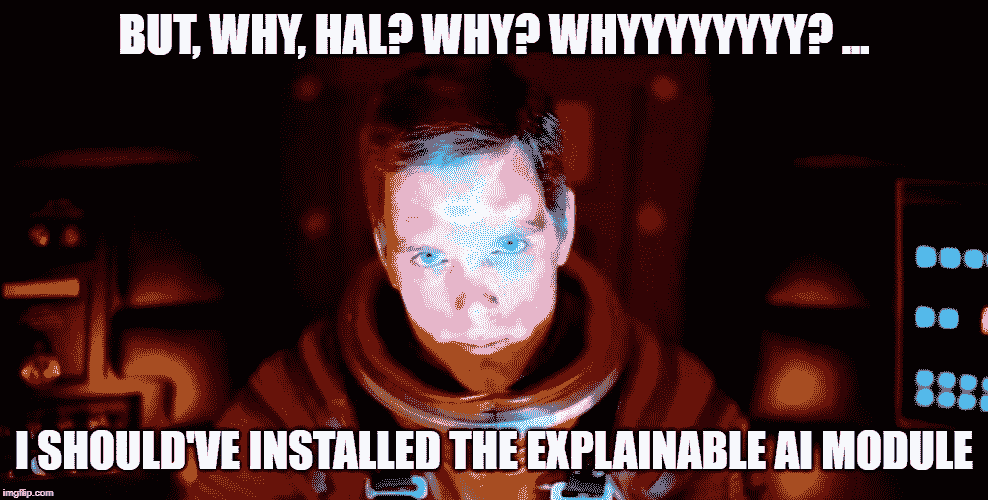 BUT, WHY, HAL? WHY? WHYYYYYYYY? ...
I SHOULD'VE INSTALLED THE EXPLAINABLE AI MODULE
imgflip.com